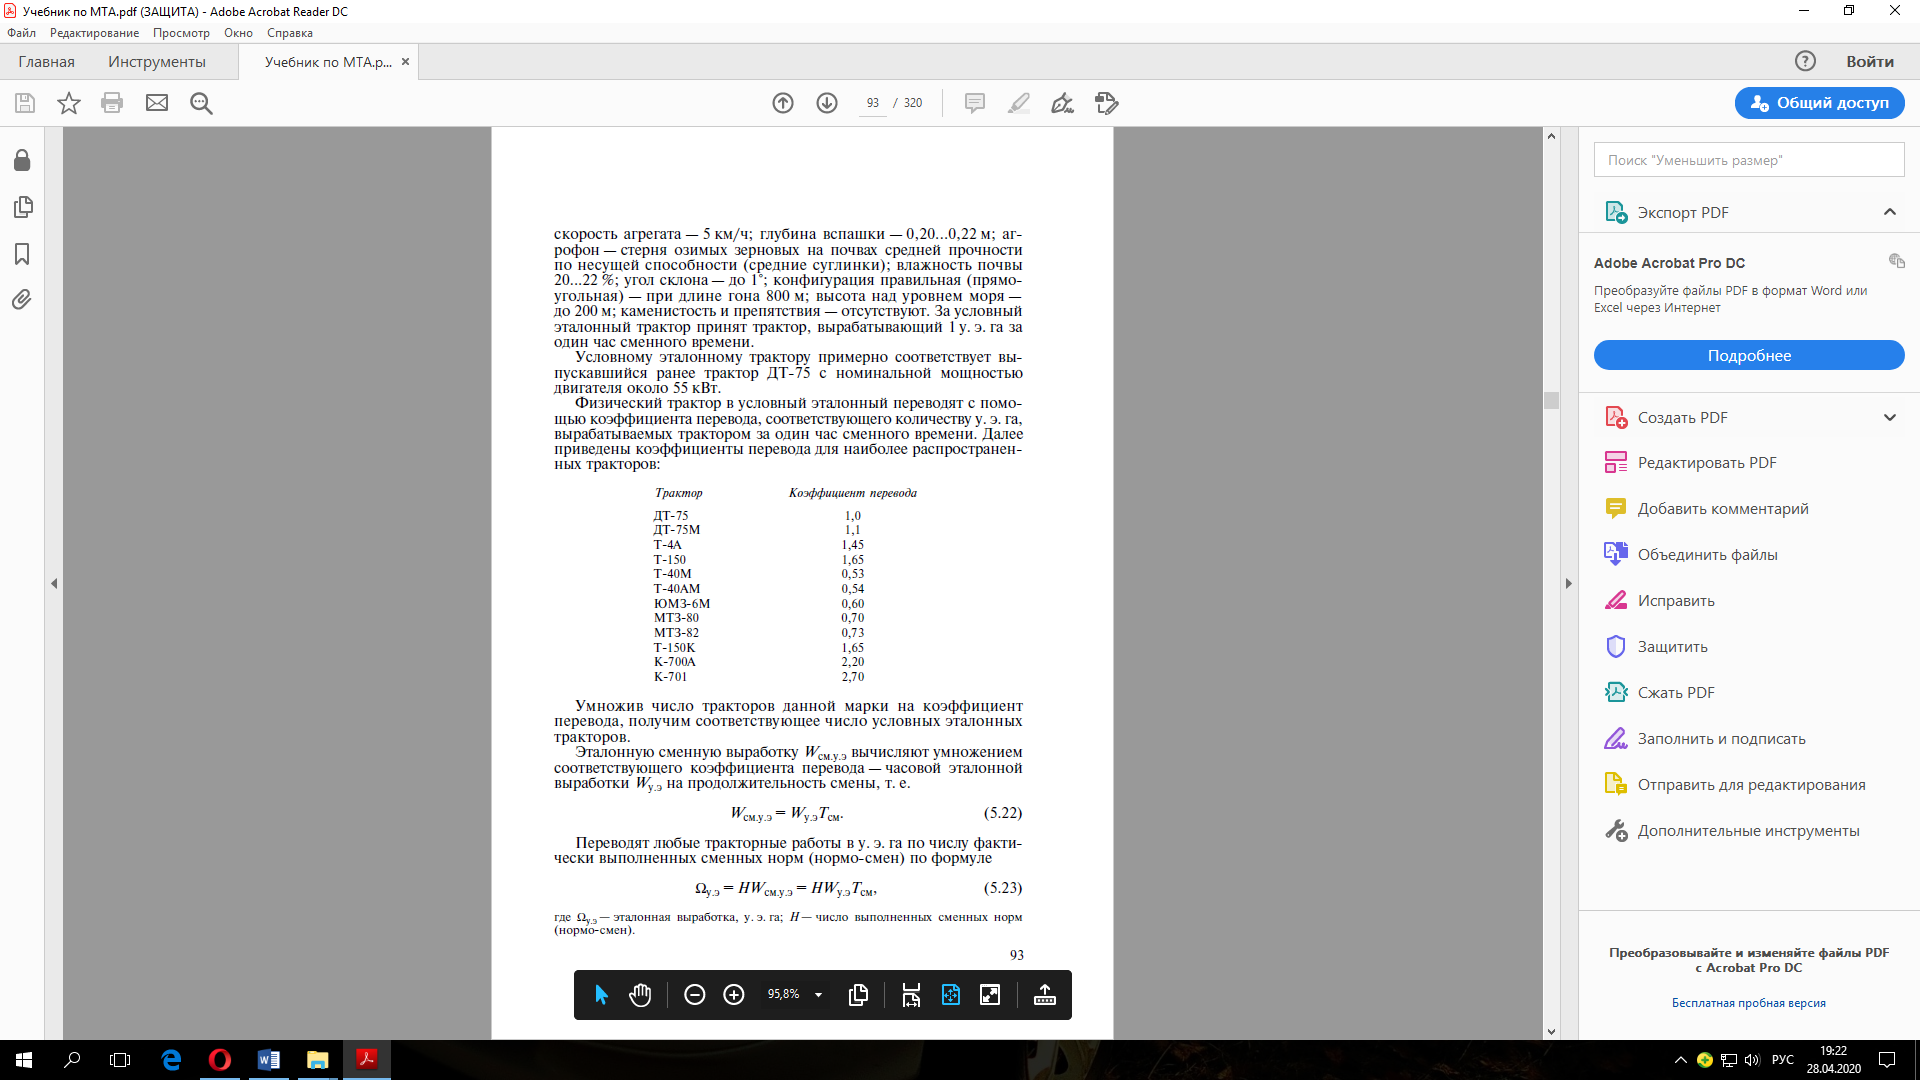 Учебник по МТА.pdf (ЗАЩИТА) - Adobe Acrobat Reader DC
Файл Редактирование Просмотр Окно Справка
Главная Инструменты Учебник по МТА.р... × Войти
93 / 320 Общий доступ
скорость агрегата — 5 км/ч; глубина вспашки — 0,20...0,22 м; аг-
рофон — стерня озимых зерновых на почвах средней прочности
по несущей способности (средние суглинки); влажность почвы
20...22 %; угол склона — до 1°; конфигурация правильная (прямо-
угольная) — при длине гона 800 м; высота над уровнем моря —
до 200 м; каменистость и препятствия — отсутствуют. За условный
эталонный трактор принят трактор, вырабатывающий 1 у. э. га за
один час сменного времени.
Условному эталонному трактору примерно соответствует вы-
пускавшийся ранее трактор ДТ-75 с номинальной мощностью
двигателя около 55 кВт.
Физический трактор в условный эталонный переводят с помо-
щью коэффициента перевода, соответствующего количеству у. э. га,
вырабатываемых трактором за один час сменного времени. Далее
приведены коэффициенты перевода для наиболее распространен-
ных тракторов:
Трактор Коэффициент перевода
ДТ-75 1,0
ДТ-75М 1,1
Т-4А 1,45
Т-150 1,65
Т-40М 0,53
Т-40АМ 0,54
ЮМЗ-6М 0,60
МТЗ-80 0,70
МТЗ-82 0,73
Т-150К 1,65
К-700А 2,20
К-701 2,70
Умножив число тракторов данной марки на коэффициент
перевода, получим соответствующее число условных эталонных
тракторов.
Эталонную сменную выработку Wсм.у.э вычисляют умножением
соответствующего коэффициента перевода — часовой эталонной
выработки Wу.э на продолжительность смены, т. е.
Wсм.у.э = Wу.эTсм. (5.22)
Переводят любые тракторные работы в у. э. га по числу факти-
чески выполненных сменных норм (нормо-смен) по формуле
Ωу.э = HWсм.у.э = HWу.эTсм, (5.23)
где Ωу.э — эталонная выработка, у. э. га; H — число выполненных сменных норм
(нормо-смен).
93
95,8%
Поиск "Уменьшить размер"
Экспорт PDF
Adobe Acrobat Pro DC
Преобразуйте файлы PDF в формат Word или
Excel через Интернет
Подробнее
Создать PDF
Редактировать PDF
Добавить комментарий
Объединить файлы
Исправить
Защитить
Сжать PDF
Заполнить и подписать
Отправить для редактирования
Дополнительные инструменты
Преобразовывайте и изменяйте файлы PDF
с Acrobat Pro DC
Бесплатная пробная версия
РУС
19:22
28.04.2020